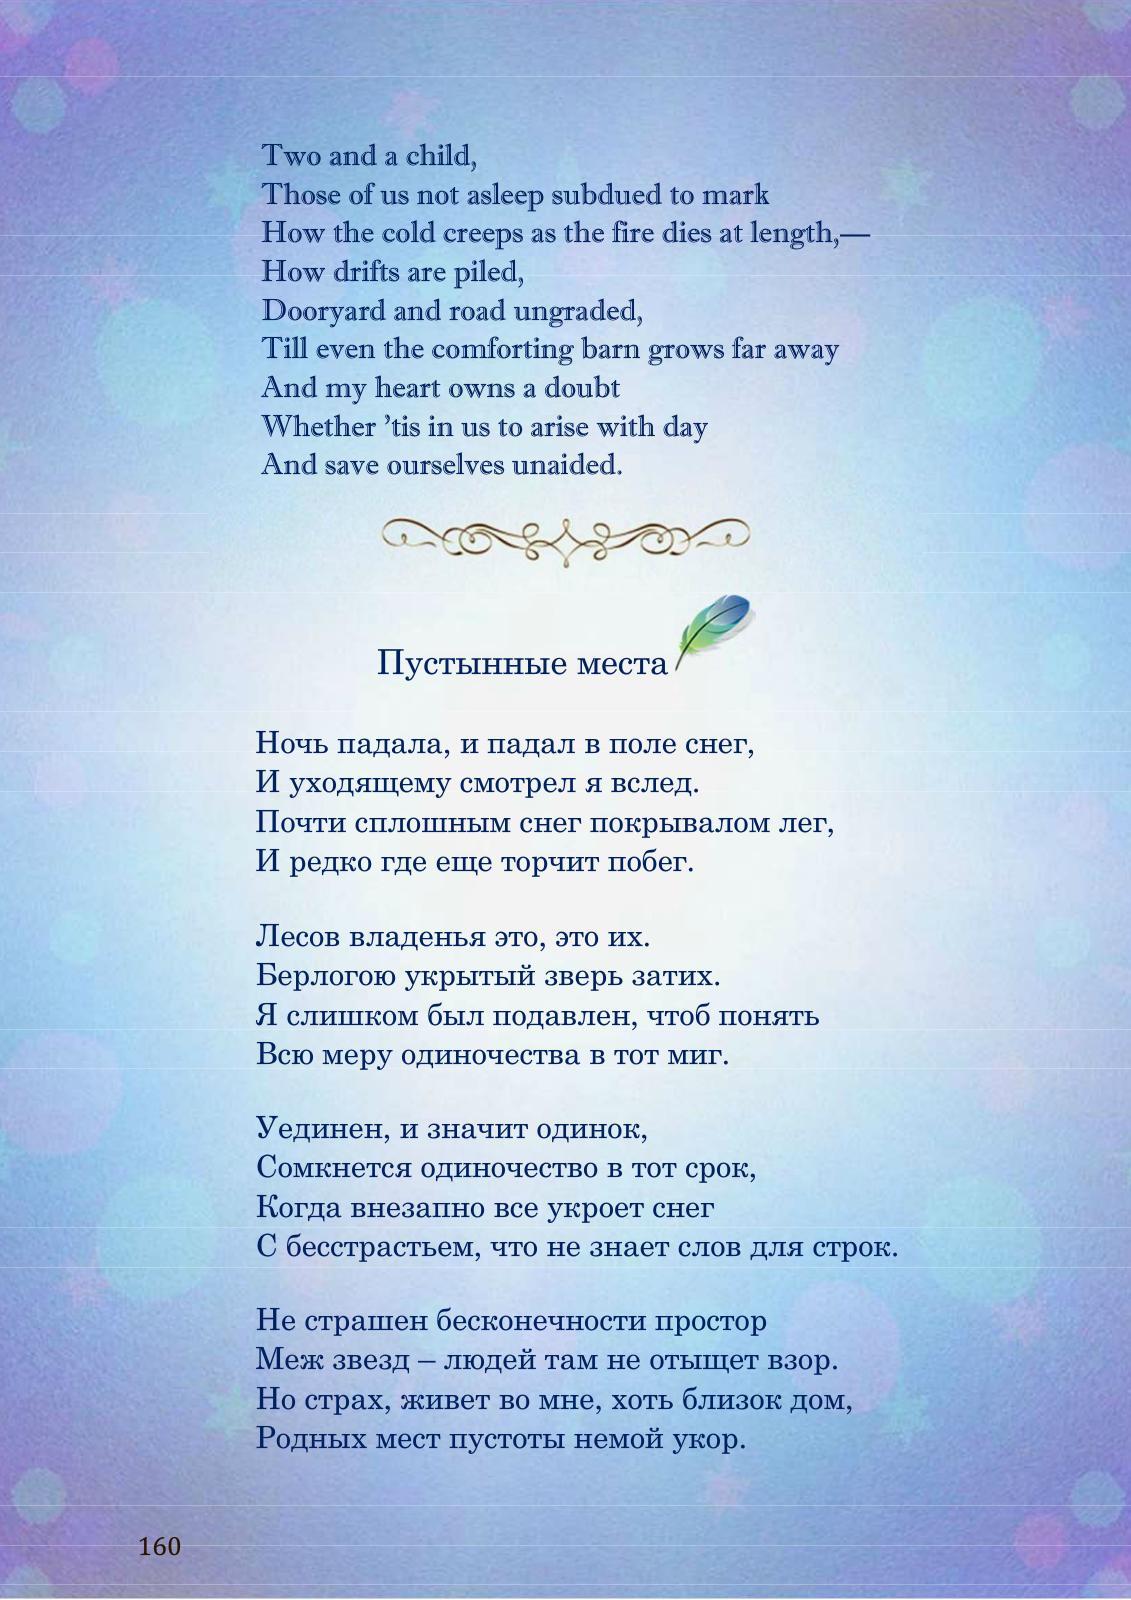 Two and a child,
Those of us not asleep subdued to mark
How the cold creeps as the fire dies at length,—
How drifts are piled,
Dooryard and road ungraded,
Till even the comforting barn grows far away
And my heart owns a doubt
Whether ’tis in us to arise with day
And save ourselves unaided.
Пустынные места
Ночь падала, и падал в поле снег,
И уходящему смотрел я вслед.
Почти сплошным снег покрывалом лег,
И редко где еще торчит побег.
Лесов владенья это, это их.
Берлогою укрытый зверь затих.
Я слишком был подавлен, чтоб понять
Всю меру одиночества в тот миг.
Уединен, и значит одинок,
Сомкнется одиночество в тот срок,
Когда внезапно все укроет снег
С бесстрастьем, что не знает слов для строк.
Не страшен бесконечности простор
Меж звезд – людей там не отыщет взор.
Но страх, живет во мне, хоть близок дом,
Родных мест пустоты немой укор.
160